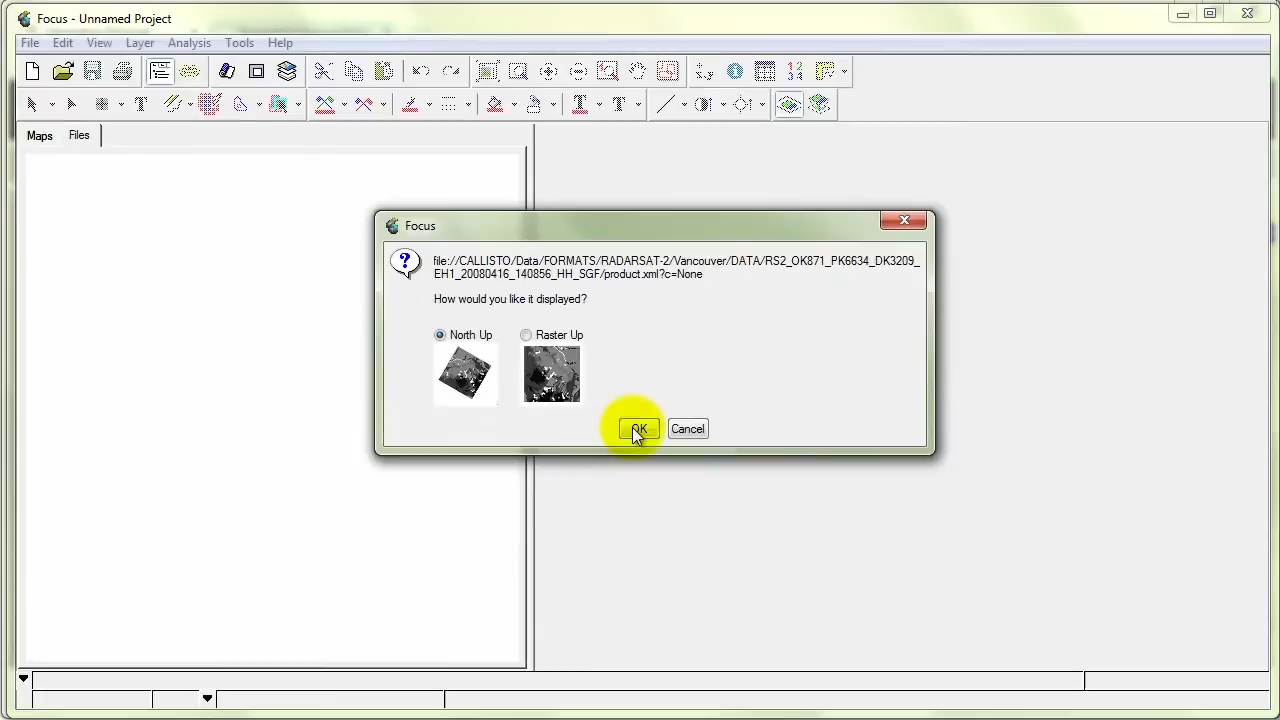 Focus - Unnamed Project
File Edit View Layer Analysis Tools Help
Maps Files
Focus
file://CALLISTO/Data/FORMATS/RADARSAT-2/Vancouver/DATA/RS2_OK871_PK6634_DK3209_
EH1_20080416_140856_HH_SGF/product.xml?c=None
How would you like it displayed?
North Up Raster Up
OK Cancel